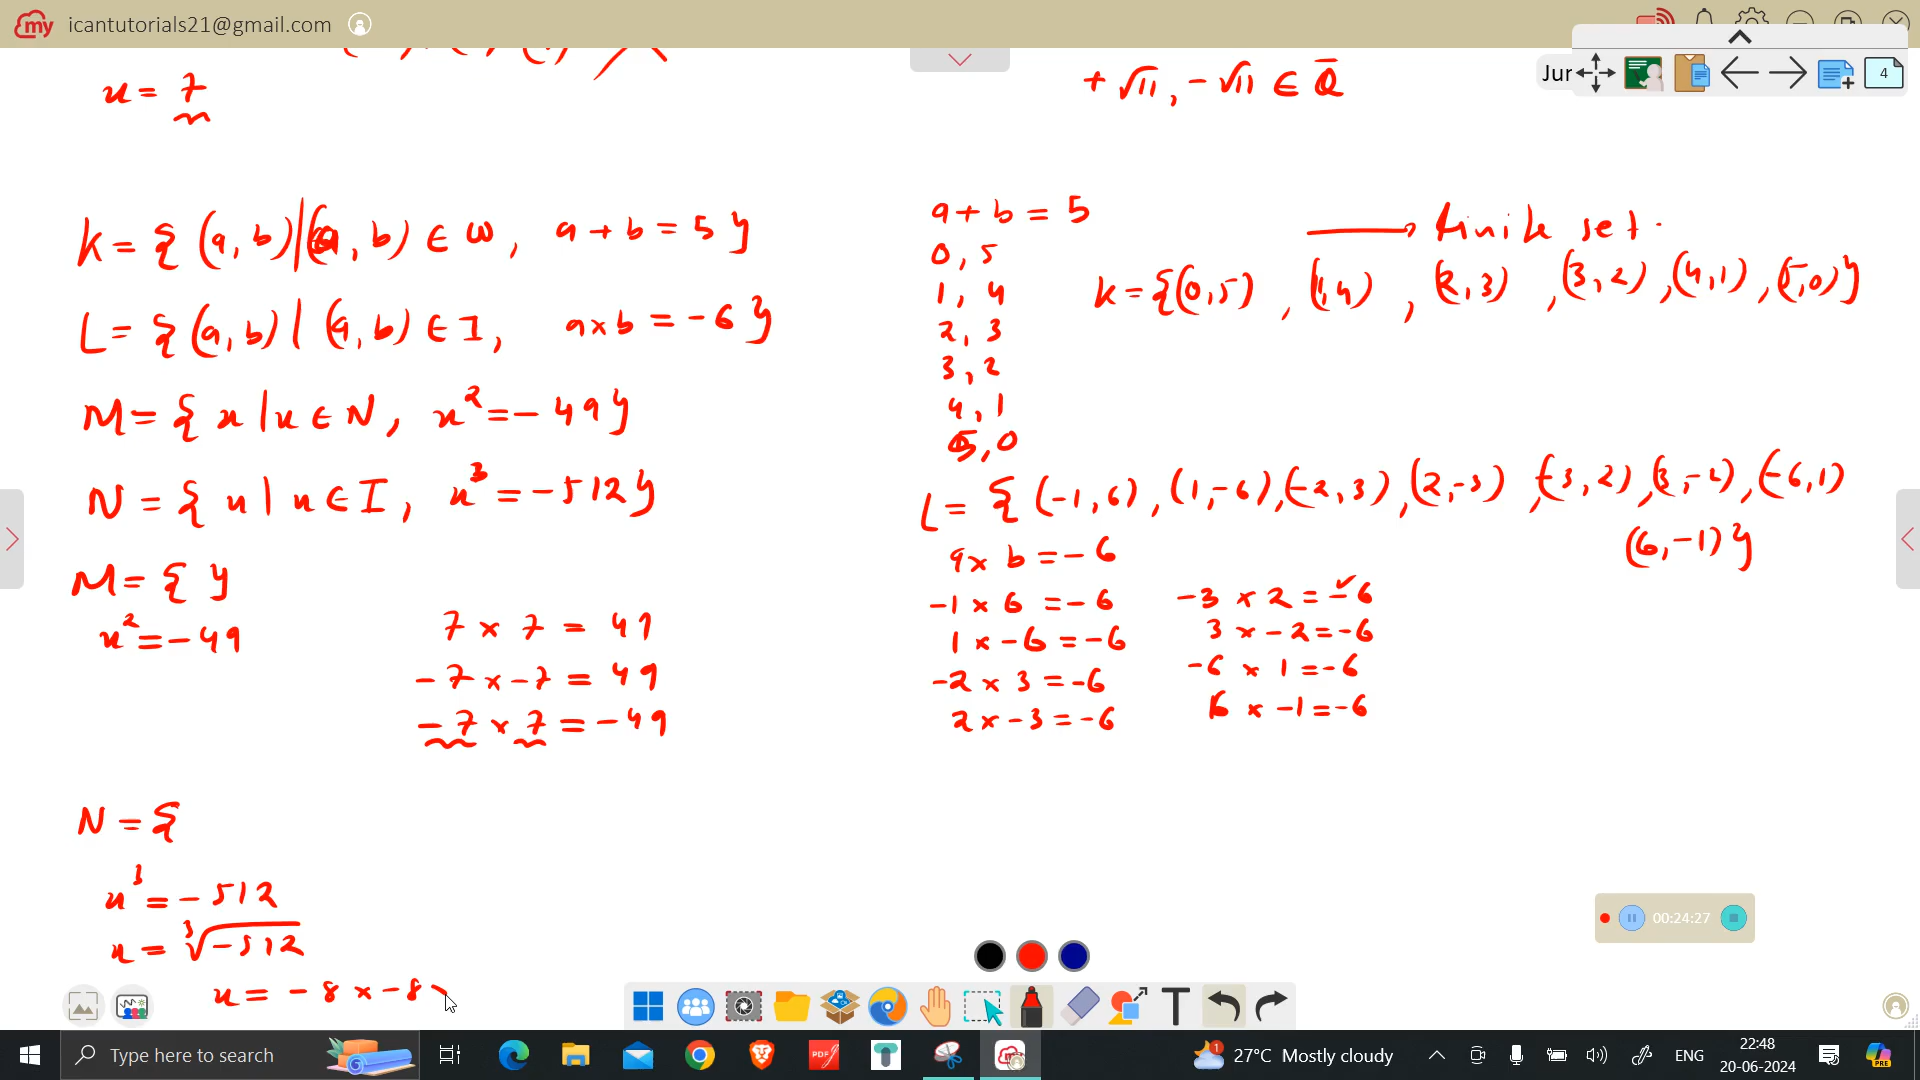 my icantutorials21@gmail.com
x = 7
+ √11, - √11 ∈ Q̄
Jur
4
K = { (a, b) | (a, b) ∈ W, a + b = 5 }
L = { (a, b) | (a, b) ∈ I, a x b = -6 }
M = { x | x ∈ N, x² = - 49 }
N = { x | x ∈ I, x³ = -512 }
M = { }
x² = - 49
7 x 7 = 49
- 7 x -7 = 49
- 7 x 7 = - 49
N = {
x³ = - 512
x = ³√-512
x = - 8 x - 8
a + b = 5
0, 5
1, 4
2, 3
3, 2
4, 1
5, 0
→ finite set.
K = {(0,5), (1,4), (2,3), (3,2), (4,1), (5,0)}
L = { (-1,6), (1,-6), (-2,3), (2,-3), (-3,2), (3,-2), (-6,1)
(6,-1)}
a x b = - 6
-1 x 6 = - 6
1 x -6 = -6
-2 x 3 = -6
2 x -3 = -6
-3 x 2 = -6
3 x - 2 = -6
-6 x 1 = -6
6 x -1 = -6
00:24:27
Type here to search
PDF
T
27°C Mostly cloudy
ENG
22:48
20-06-2024
PRE